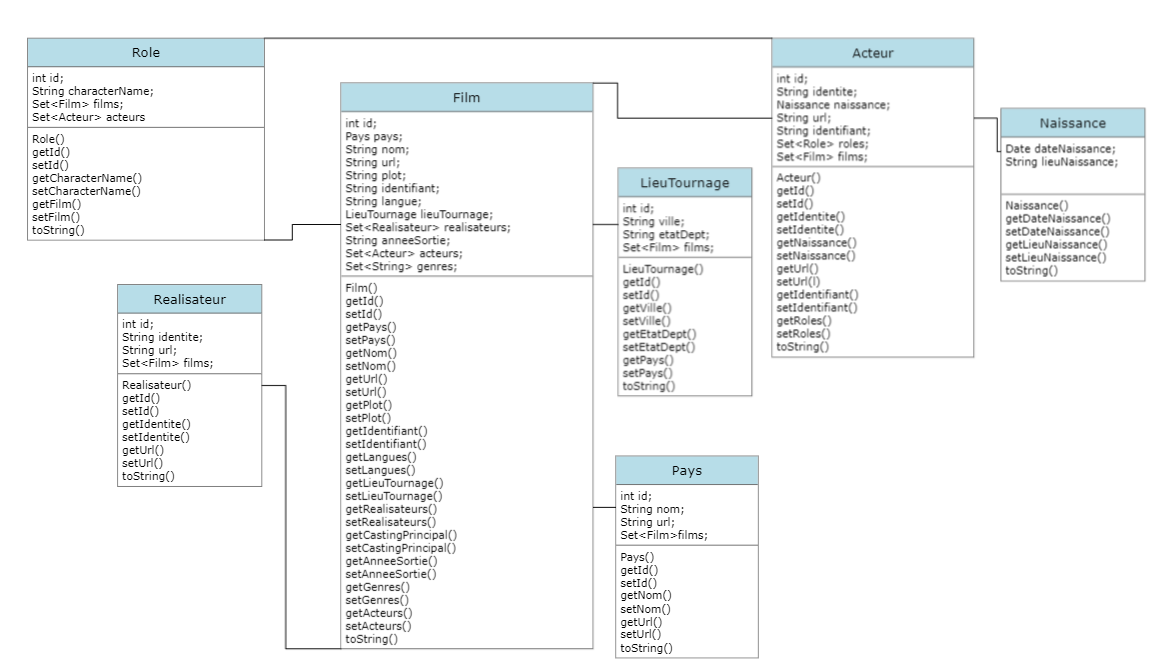 Role
int id;
String characterName;
Set<Film> films;
Set<Acteur> acteurs
Role()
getId()
setId()
getCharacterName()
setCharacterName()
getFilm()
setFilm()
toString()
Realisateur
int id;
String identite;
String url;
Set<Film> films;
Realisateur()
getId()
setId()
getIdentite()
setIdentite()
getUrl()
setUrl()
toString()
Film
int id;
Pays pays;
String nom;
String url;
String plot;
String identifiant;
String langue;
LieuTournage lieuTournage;
Set<Realisateur> realisateurs;
String anneeSortie;
Set<Acteur> acteurs;
Set<String> genres;
Film()
getId()
setId()
getPays()
setPays()
getNom()
setNom()
getUrl()
setUrl()
getPlot()
setPlot()
getIdentifiant()
setIdentifiant()
getLangues()
setLangues()
getLieuTournage()
setLieuTournage()
getRealisateurs()
setRealisateurs()
getCastingPrincipal()
setCastingPrincipal()
getAnneeSortie()
setAnneeSortie()
getGenres()
setGenres()
getActeurs()
setActeurs()
toString()
LieuTournage
int id;
String ville;
String etatDept;
Set<Film> films;
LieuTournage()
getId()
setId()
getVille()
setVille()
getEtatDept()
setEtatDept()
getPays()
setPays()
toString()
Pays
int id;
String nom;
String url;
Set<Film>films;
Pays()
getId()
setId()
getNom()
setNom()
getUrl()
setUrl()
toString()
Acteur
int id;
String identite;
Naissance naissance;
String url;
String identifiant;
Set<Role> roles;
Set<Film> films;
Acteur()
getId()
setId()
getIdentite()
setIdentite()
getNaissance()
setNaissance()
getUrl()
setUrl(l)
getIdentifiant()
setIdentifiant()
getRoles()
setRoles()
toString()
Naissance
Date dateNaissance;
String lieuNaissance;
Naissance()
getDateNaissance()
setDateNaissance()
getLieuNaissance()
setLieuNaissance()
toString()